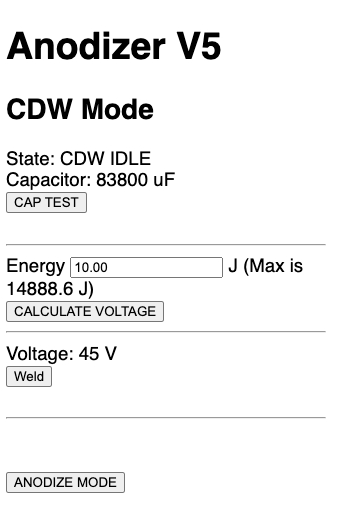 Anodizer V5
CDW Mode
State: CDW IDLE
Capacitor: 83800 uF
CAP TEST
Energy 10.00 J (Max is
14888.6 J)
CALCULATE VOLTAGE
Voltage: 45 V
Weld
ANODIZE MODE